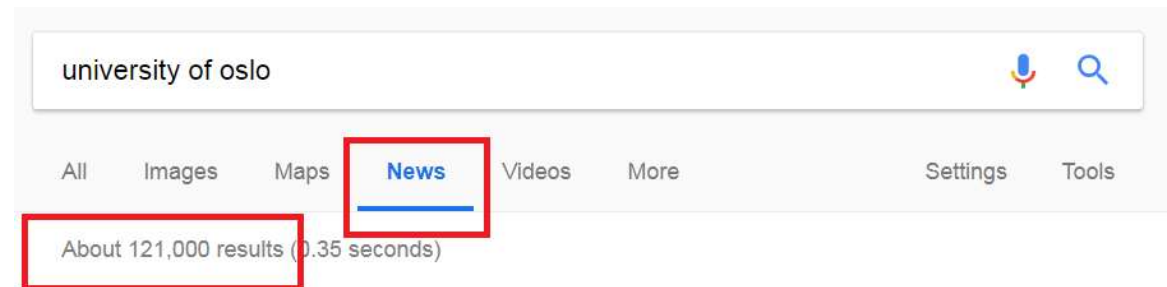 university of oslo
All Images Maps News Videos More Settings Tools
About 121,000 results (0.35 seconds)